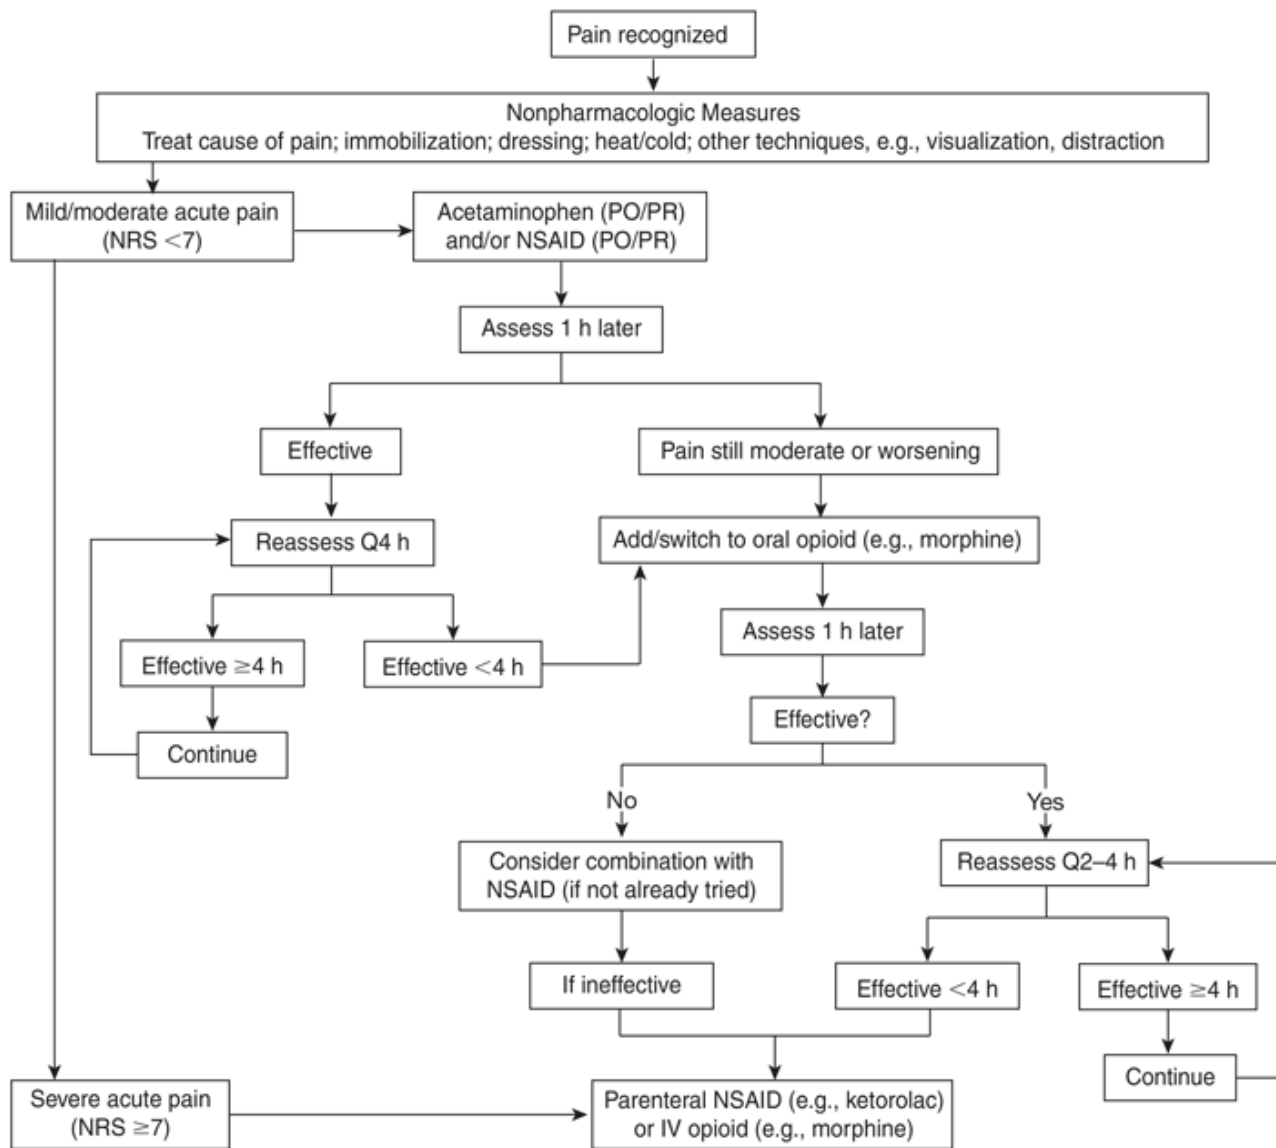 Pain recognized
Nonpharmacologic Measures
Treat cause of pain; immobilization; dressing; heat/cold; other techniques, e.g., visualization, distraction
Mild/moderate acute pain
(NRS <7)
Acetaminophen (PO/PR)
and/or NSAID (PO/PR)
Assess 1 h later
Effective
Pain still moderate or worsening
Reassess Q4 h
Add/switch to oral opioid (e.g., morphine)
Effective ≥4 h
Effective <4 h
Assess 1 h later
Continue
Effective?
No
Yes
Consider combination with
NSAID (if not already tried)
Reassess Q2–4 h
If ineffective
Effective <4 h
Effective ≥4 h
Continue
Severe acute pain
(NRS ≥7)
Parenteral NSAID (e.g., ketorolac)
or IV opioid (e.g., morphine)